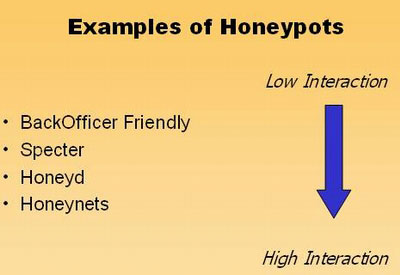 Examples of Honeypots
Low Interaction
• BackOfficer Friendly
• Specter
• Honeyd
• Honeynets
High Interaction